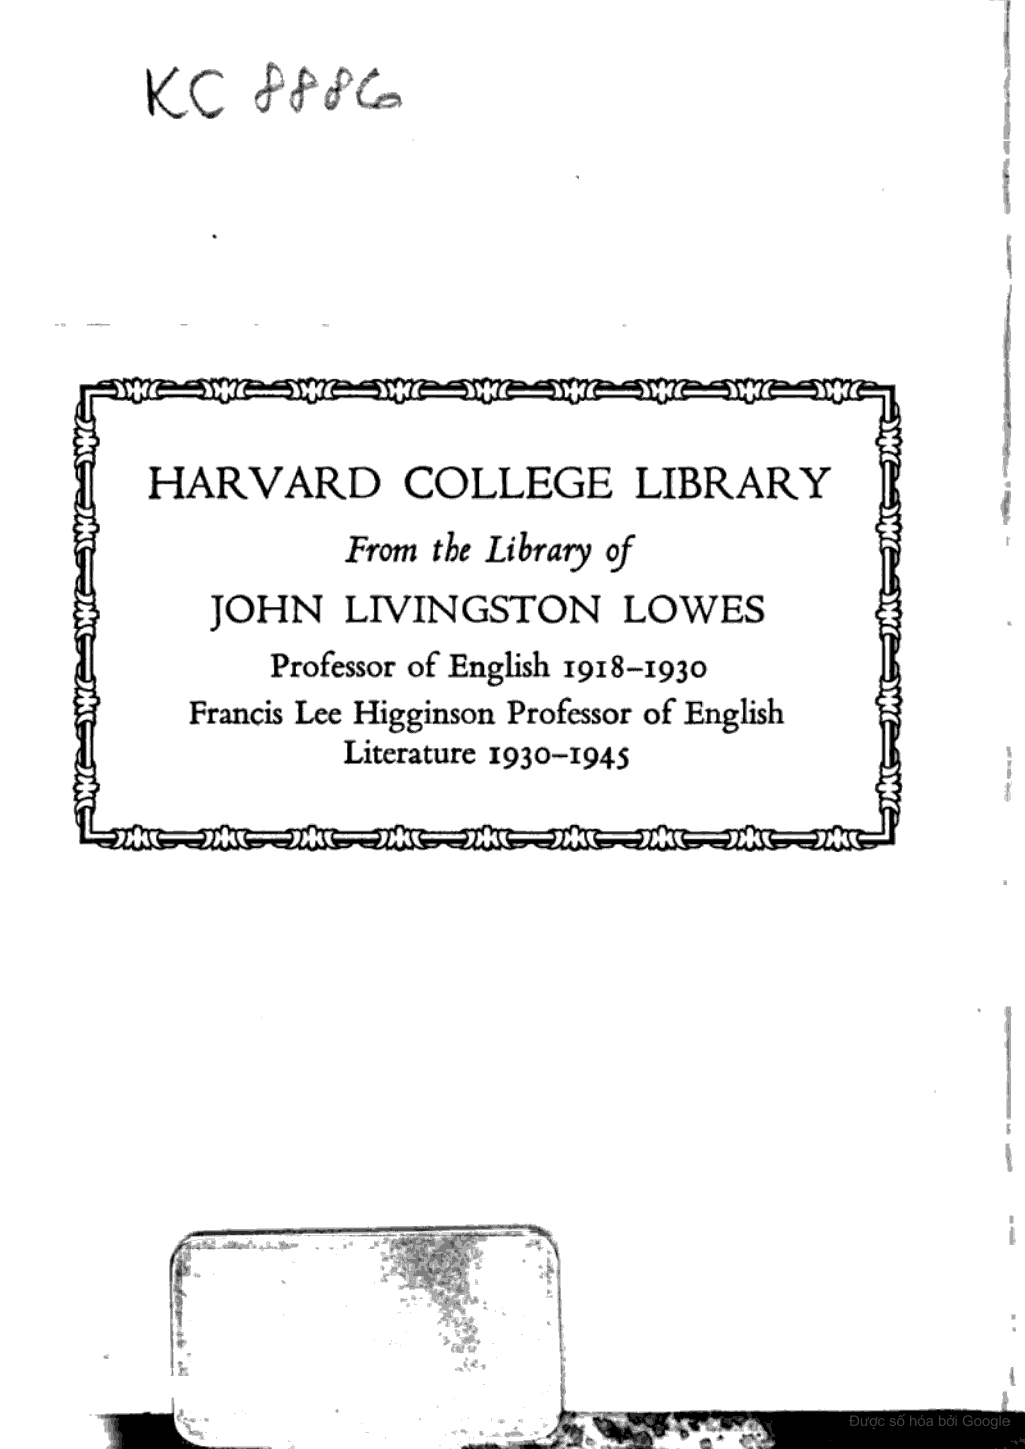 KC 8886
HARVARD COLLEGE LIBRARY
From the Library of
JOHN LIVINGSTON LOWES
Professor of English 1918–1930
Francis Lee Higginson Professor of English
Literature 1930–1945
Được số hóa bởi Google